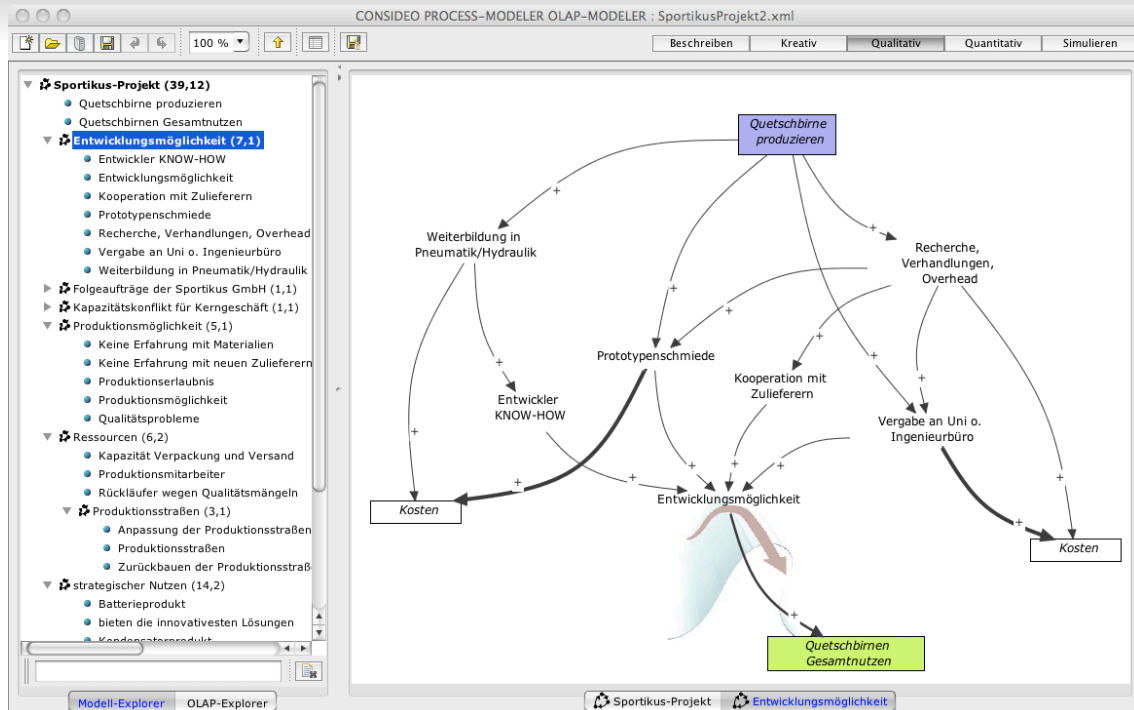 CONSIDEO PROCESS-MODELER OLAP-MODELER : SportikusProjekt2.xml
100 %
Beschreiben
Kreativ
Qualitativ
Quantitativ
Simulieren
Sportikus-Projekt (39,12)
Quetschbirne produzieren
Quetschbirnen Gesamtnutzen
Entwicklungsmöglichkeit (7,1)
Entwickler KNOW-HOW
Entwicklungsmöglichkeit
Kooperation mit Zulieferern
Prototypenschmiede
Recherche, Verhandlungen, Overhead
Vergabe an Uni o. Ingenieurbüro
Weiterbildung in Pneumatik/Hydraulik
Folgeaufträge der Sportikus GmbH (1,1)
Kapazitätskonflikt für Kerngeschäft (1,1)
Produktionsmöglichkeit (5,1)
Keine Erfahrung mit Materialien
Keine Erfahrung mit neuen Zulieferern
Produktionserlaubnis
Produktionsmöglichkeit
Qualitätsprobleme
Ressourcen (6,2)
Kapazität Verpackung und Versand
Produktionsmitarbeiter
Rückläufer wegen Qualitätsmängeln
Produktionsstraßen (3,1)
Anpassung der Produktionsstraßen
Produktionsstraßen
Zurückbauen der Produktionsstraß
strategischer Nutzen (14,2)
Batterieprodukt
bieten die innovativesten Lösungen
Kondensatorprodukt
Modell-Explorer
OLAP-Explorer
Quetschbirne
produzieren
+
+
Weiterbildung in
Pneumatik/Hydraulik
Recherche,
Verhandlungen,
Overhead
+
+
+
Prototypenschmiede
+
+
+
Kooperation mit
Zulieferern
Entwickler
KNOW-HOW
Vergabe an Uni o.
Ingenieurbüro
+
+
+
+
+
+
+
Entwicklungsmöglichkeit
Kosten
+
Kosten
+
Quetschbirnen
Gesamtnutzen
Sportikus-Projekt
Entwicklungsmöglichkeit